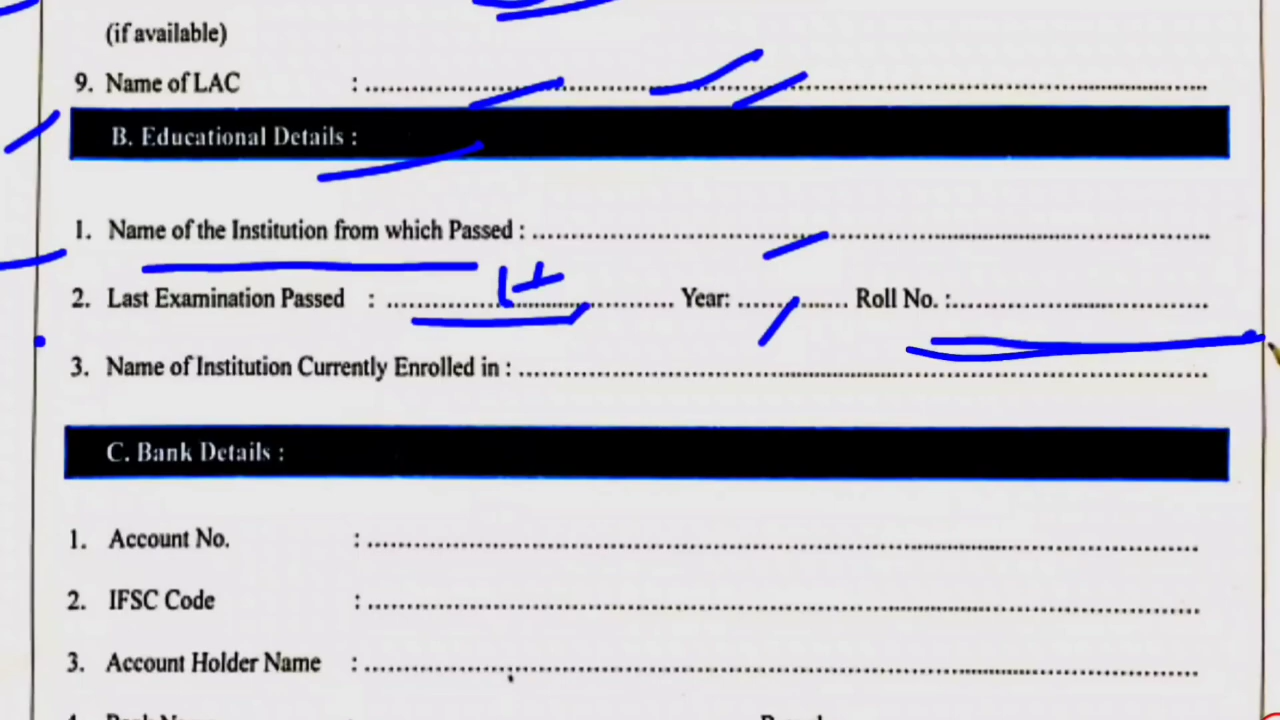 (if available)
9. Name of LAC : ....................
B. Educational Details :
1. Name of the Institution from which Passed : ....................
2. Last Examination Passed : .................... Year: ............ Roll No. :....................
3. Name of Institution Currently Enrolled in : ....................
C. Bank Details :
1. Account No. : ....................
2. IFSC Code : ....................
3. Account Holder Name : ....................